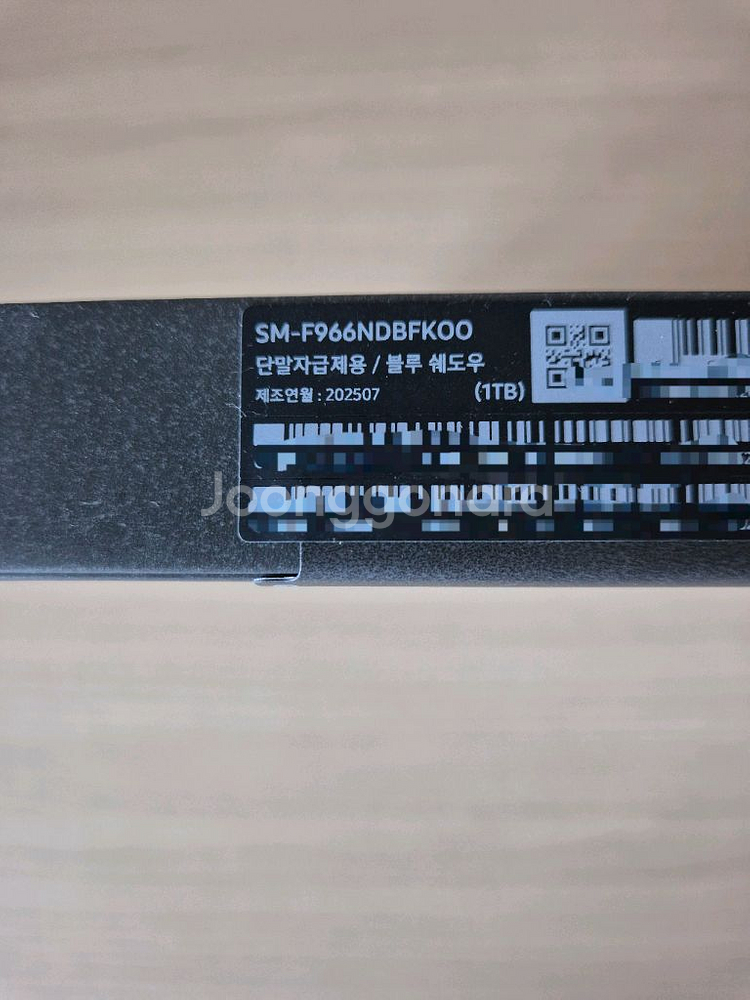 SM-F966NDBFKOO
단말자급제용 / 블루 쉐도우
제조연월 : 202507 (1TB)
Joonggonara